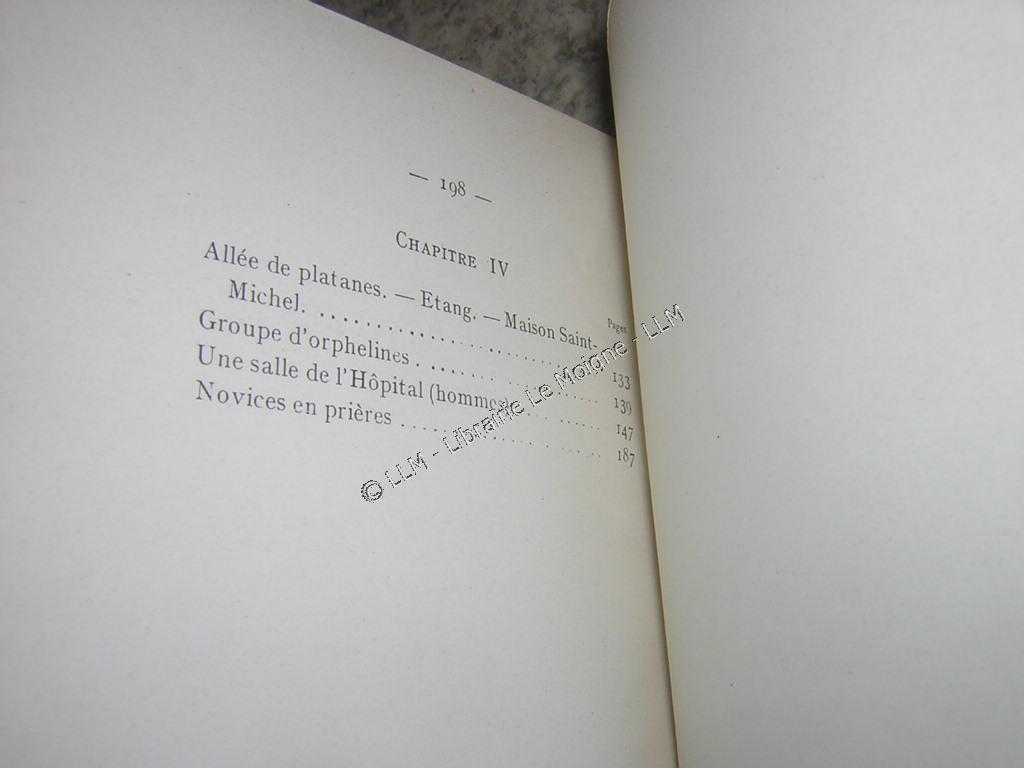 — 198 —
CHAPITRE IV
Pages
Allée de platanes. — Etang. — Maison Saint-
Michel. . . . . . . . . . . . . . . . . . . . . . . . 133
Groupe d'orphelines . . . . . . . . . . . . . . . . 139
Une salle de l'Hôpital (hommes) . . . . . . . . . . 147
Novices en prières . . . . . . . . . . . . . . . . . 187
© LLM - Librairie Le Moigne - LLM